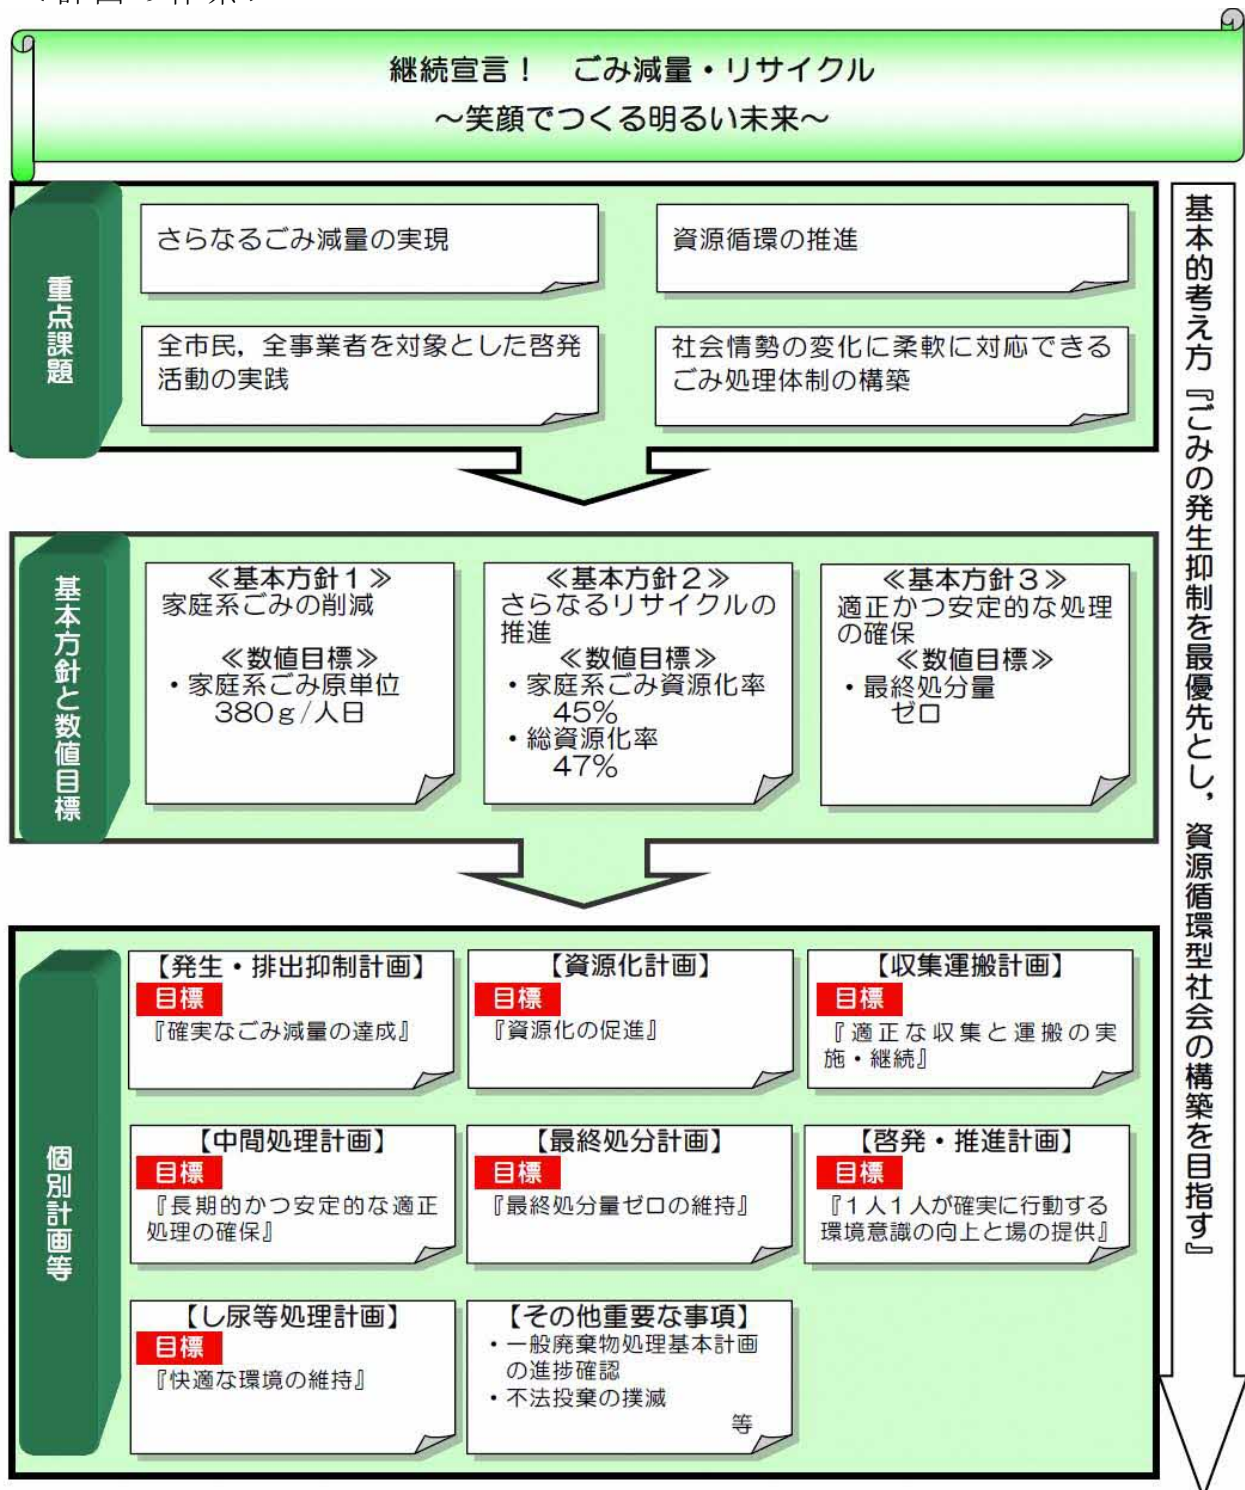 継続宣言！　ごみ減量・リサイクル
～笑顔でつくる明るい未来～
重点課題
さらなるごみ減量の実現
資源循環の推進
全市民，全事業者を対象とした啓発
活動の実践
社会情勢の変化に柔軟に対応できる
ごみ処理体制の構築
基本方針と数値目標
≪基本方針１≫
家庭系ごみの削減
≪数値目標≫
・家庭系ごみ原単位
380ｇ/人日
≪基本方針２≫
さらなるリサイクルの
推進
≪数値目標≫
・家庭系ごみ資源化率
45%
・総資源化率
47%
≪基本方針３≫
適正かつ安定的な処理
の確保
≪数値目標≫
・最終処分量
ゼロ
個別計画等
【発生・排出抑制計画】
目標
『確実なごみ減量の達成』
【資源化計画】
目標
『資源化の促進』
【収集運搬計画】
目標
『適正な収集と運搬の実
施・継続』
【中間処理計画】
目標
『長期的かつ安定的な適正
処理の確保』
【最終処分計画】
目標
『最終処分量ゼロの維持』
【啓発・推進計画】
目標
『１人１人が確実に行動する
環境意識の向上と場の提供』
【し尿等処理計画】
目標
『快適な環境の維持』
【その他重要な事項】
・一般廃棄物処理基本計画
の進捗確認
・不法投棄の撲滅
等
基本的考え方『ごみの発生抑制を最優先とし，資源循環型社会の構築を目指す』